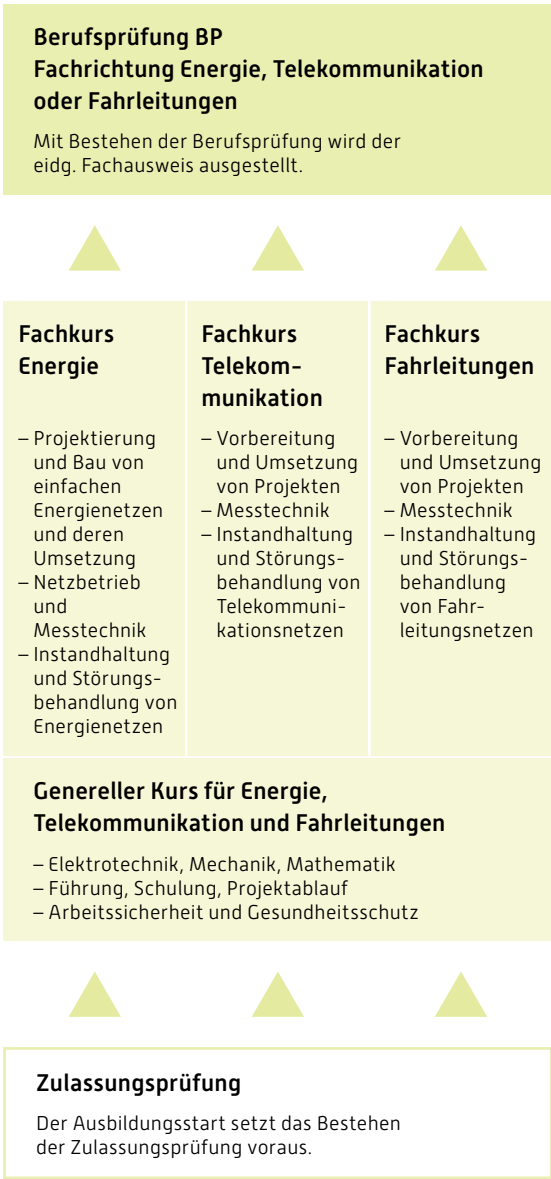 Berufsprüfung BP
Fachrichtung Energie, Telekommunikation
oder Fahrleitungen
Mit Bestehen der Berufsprüfung wird der
eidg. Fachausweis ausgestellt.
Fachkurs
Energie
– Projektierung
und Bau von
einfachen
Energienetzen
und deren
Umsetzung
– Netzbetrieb
und
Messtechnik
– Instandhaltung
und Störungs-
behandlung von
Energienetzen
Fachkurs
Telekom-
munikation
– Vorbereitung
und Umsetzung
von Projekten
– Messtechnik
– Instandhaltung
und Störungs-
behandlung von
Telekommuni-
kationsnetzen
Fachkurs
Fahrleitungen
– Vorbereitung
und Umsetzung
von Projekten
– Messtechnik
– Instandhaltung
und Störungs-
behandlung
von Fahr-
leitungsnetzen
Genereller Kurs für Energie,
Telekommunikation und Fahrleitungen
– Elektrotechnik, Mechanik, Mathematik
– Führung, Schulung, Projektablauf
– Arbeitssicherheit und Gesundheitsschutz
Zulassungsprüfung
Der Ausbildungsstart setzt das Bestehen
der Zulassungsprüfung voraus.